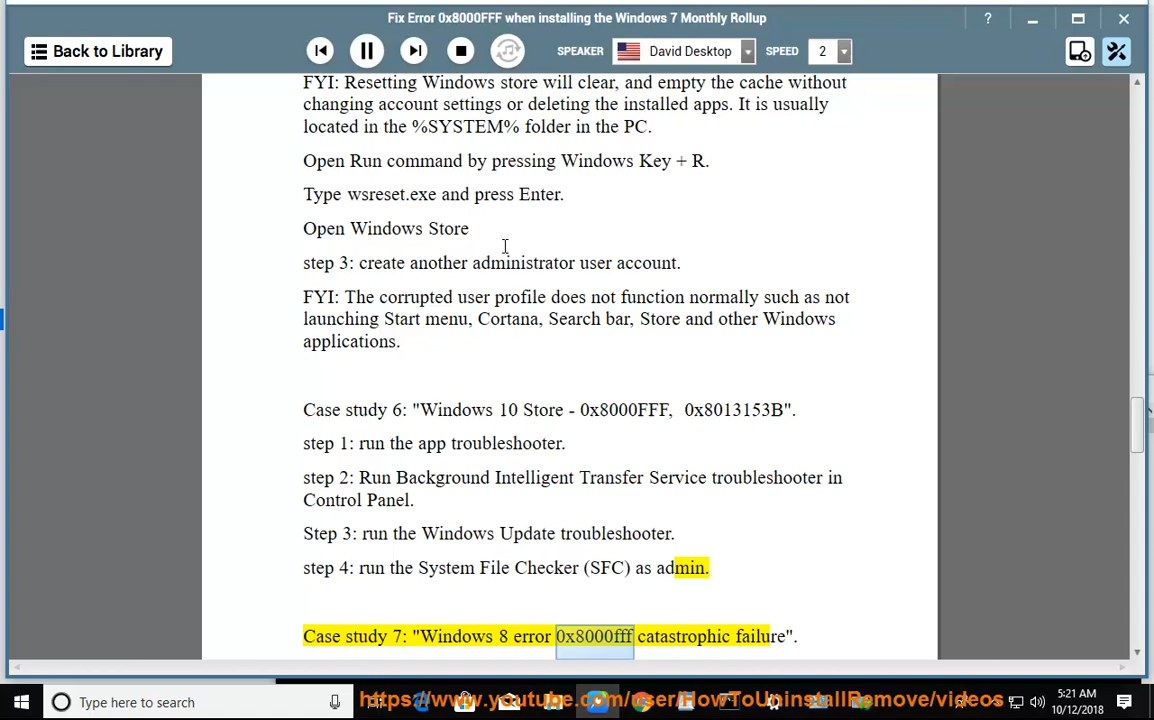 Fix Error 0x8000FFF when installing the Windows 7 Monthly Rollup
?
Back to Library
SPEAKER
David Desktop
SPEED
2
FYI: Resetting Windows store will clear, and empty the cache without
changing account settings or deleting the installed apps. It is usually
located in the %SYSTEM% folder in the PC.
Open Run command by pressing Windows Key + R.
Type wsreset.exe and press Enter.
Open Windows Store
step 3: create another administrator user account.
FYI: The corrupted user profile does not function normally such as not
launching Start menu, Cortana, Search bar, Store and other Windows
applications.
Case study 6: "Windows 10 Store - 0x8000FFF, 0x8013153B".
step 1: run the app troubleshooter.
step 2: Run Background Intelligent Transfer Service troubleshooter in
Control Panel.
Step 3: run the Windows Update troubleshooter.
step 4: run the System File Checker (SFC) as admin.
Case study 7: "Windows 8 error 0x8000fff catastrophic failure".
Type here to search
https://www.youtube.com/user/HowToUninstallRemove/videos
5:21 AM
10/12/2018